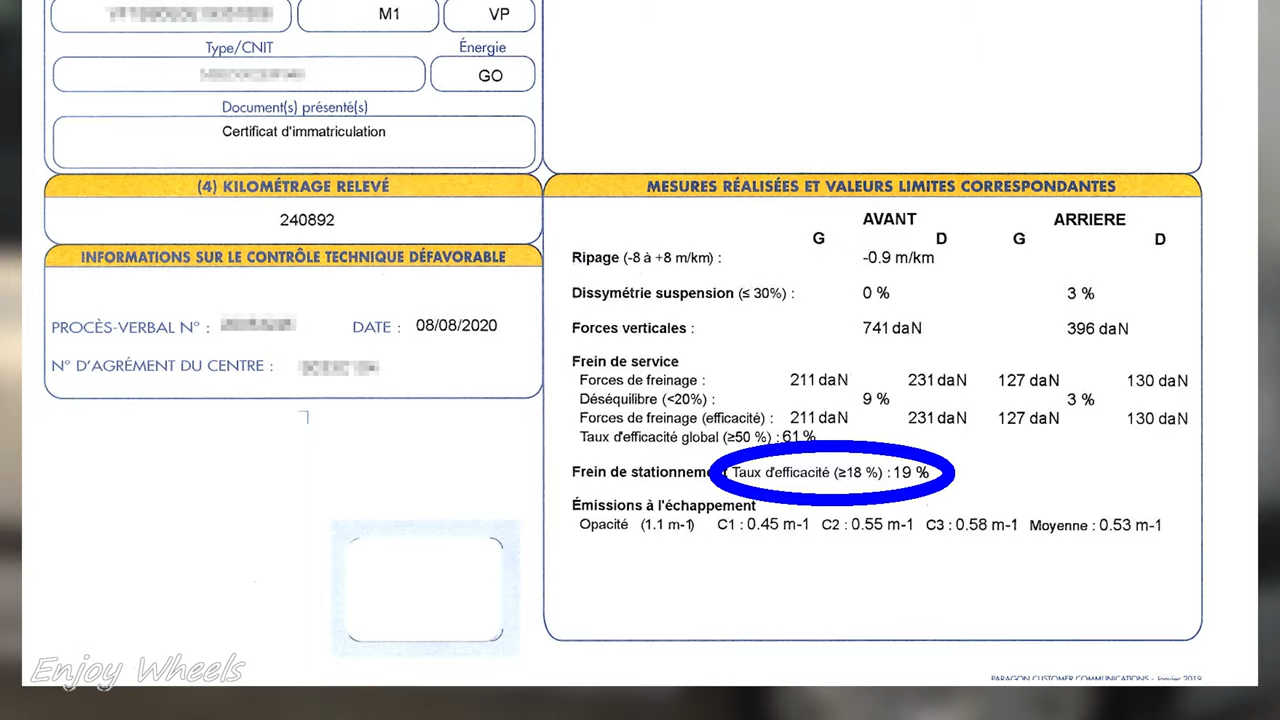 M1 VP
Type/CNIT Énergie
GO
Document(s) présenté(s)
Certificat d'immatriculation
(4) KILOMÉTRAGE RELEVÉ
240892
INFORMATIONS SUR LE CONTRÔLE TECHNIQUE DÉFAVORABLE
PROCÈS-VERBAL N° : DATE : 08/08/2020
N° D'AGRÉMENT DU CENTRE :
MESURES RÉALISÉES ET VALEURS LIMITES CORRESPONDANTES
AVANT ARRIERE
G D G D
Ripage (-8 à +8 m/km) : -0.9 m/km
Dissymétrie suspension (≤ 30%) : 0 % 3 %
Forces verticales : 741 daN 396 daN
Frein de service
Forces de freinage : 211 daN 231 daN 127 daN 130 daN
Déséquilibre (<20%) : 9 % 3 %
Forces de freinage (efficacité) : 211 daN 231 daN 127 daN 130 daN
Taux d'efficacité global (≥50 %) : 61 %
Frein de stationneme Taux d'efficacité (≥18 %) : 19 %
Émissions à l'échappement
Opacité (1.1 m-1) C1 : 0.45 m-1 C2 : 0.55 m-1 C3 : 0.58 m-1 Moyenne : 0.53 m-1
PARAGON CUSTOMER COMMUNICATIONS - Janvier 2019
Enjoy Wheels